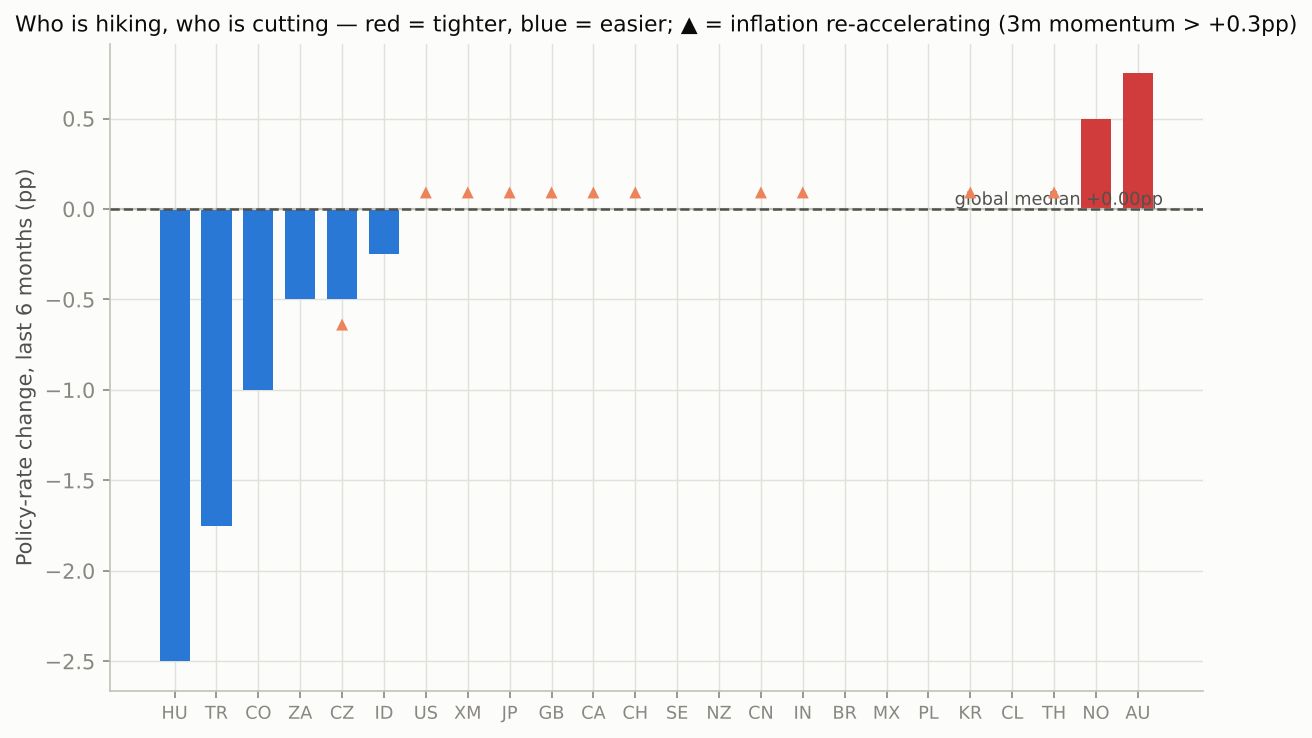 Who is hiking, who is cutting — red = tighter, blue = easier; ▲ = inflation re-accelerating (3m momentum > +0.3pp)
Policy-rate change, last 6 months (pp)
0.5
0.0
−0.5
−1.0
−1.5
−2.0
−2.5
global median +0.00pp
HU TR CO ZA CZ ID US XM JP GB CA CH SE NZ CN IN BR MX PL KR CL TH NO AU